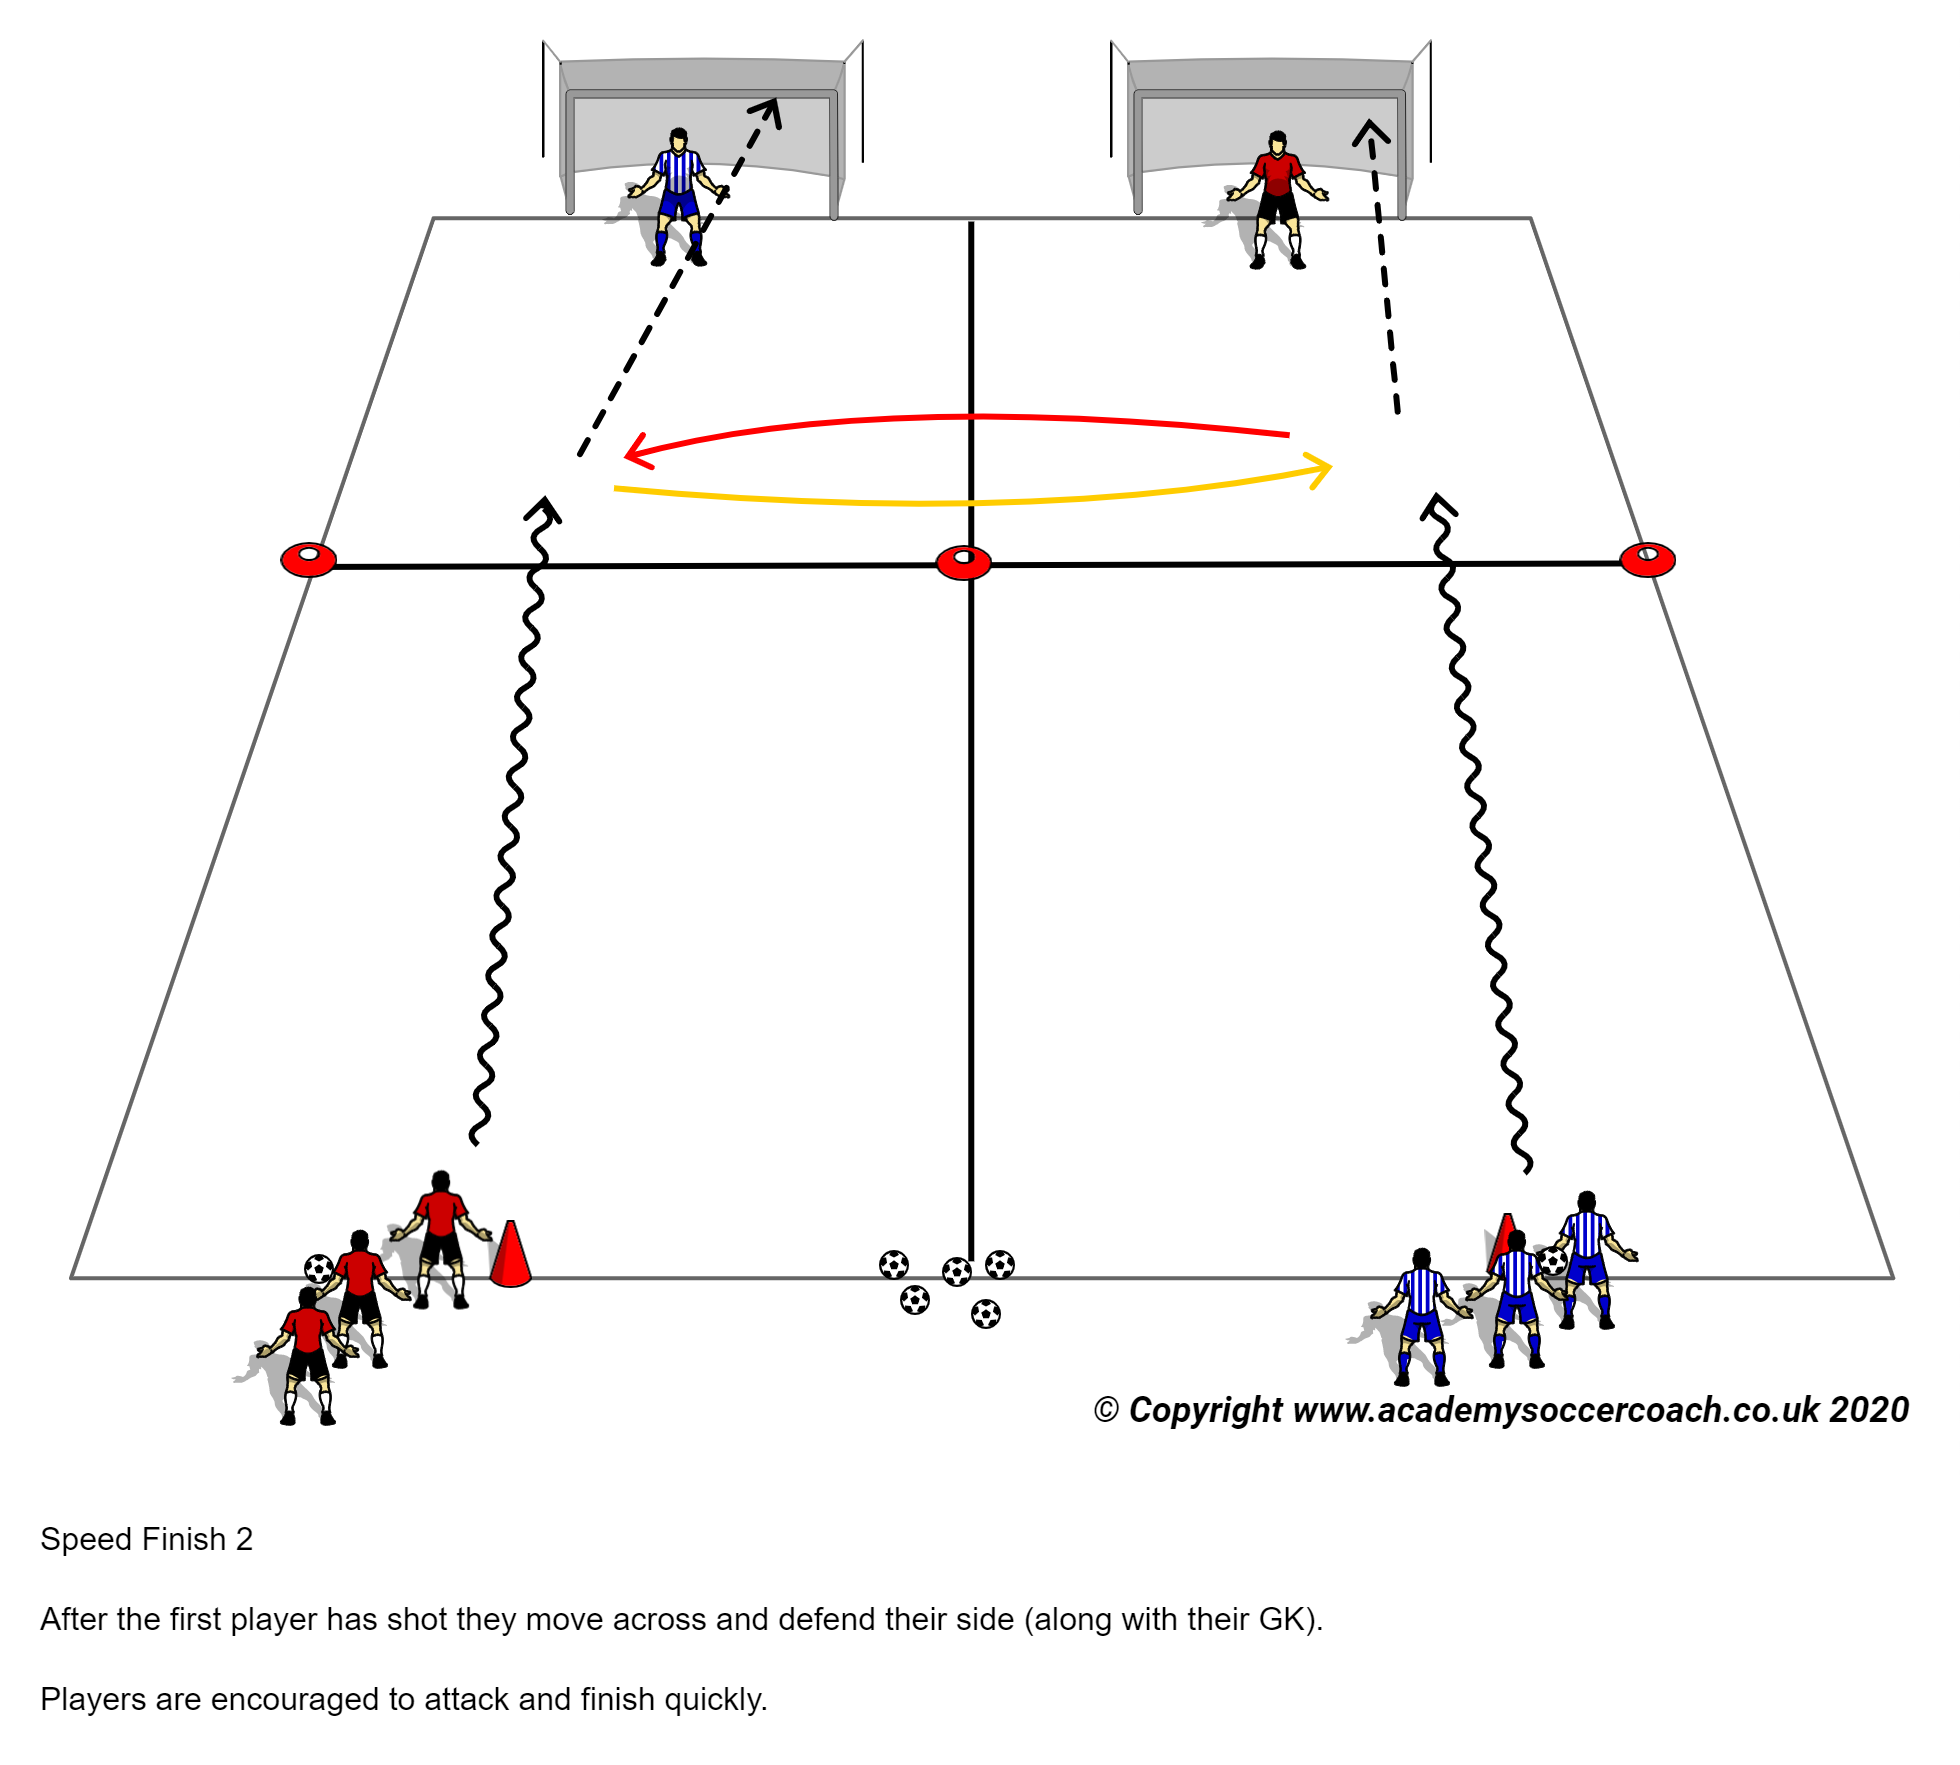 © Copyright www.academysoccercoach.co.uk 2020
Speed Finish 2
After the first player has shot they move across and defend their side (along with their GK).
Players are encouraged to attack and finish quickly.